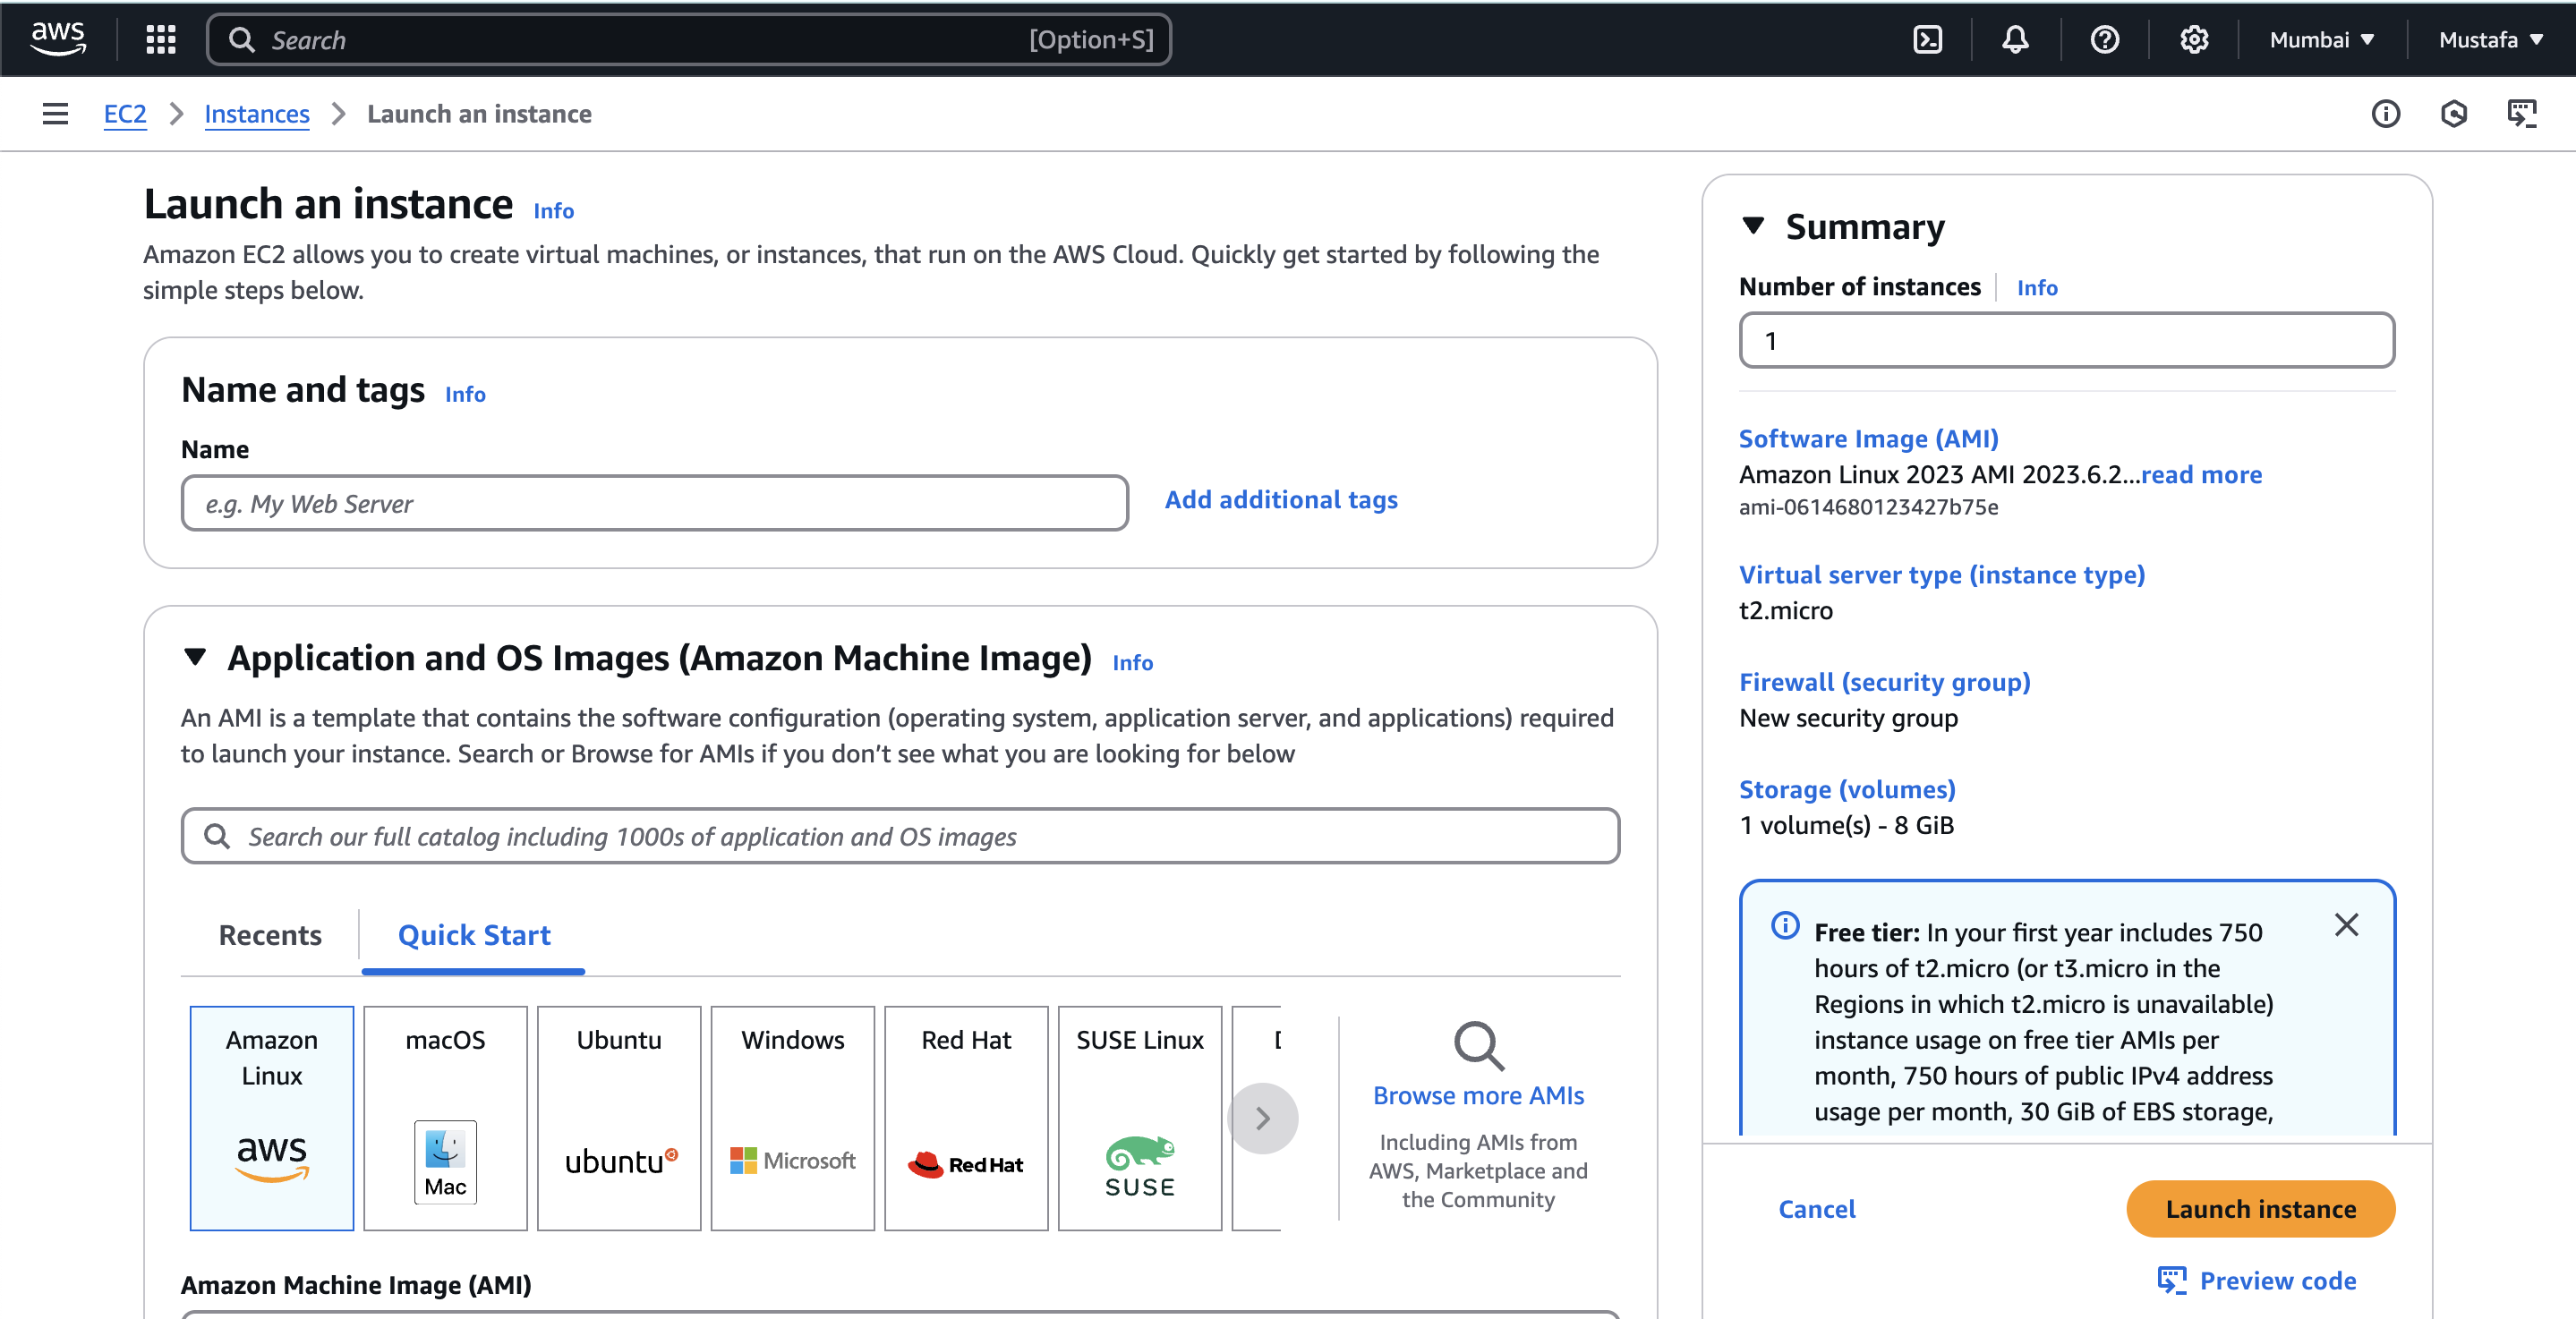 aws
Search
[Option+S]
Mumbai
Mustafa
EC2
Instances
Launch an instance
Launch an instance Info
Amazon EC2 allows you to create virtual machines, or instances, that run on the AWS Cloud. Quickly get started by following the
simple steps below.
Name and tags Info
Name
e.g. My Web Server
Add additional tags
Application and OS Images (Amazon Machine Image) Info
An AMI is a template that contains the software configuration (operating system, application server, and applications) required
to launch your instance. Search or Browse for AMIs if you don’t see what you are looking for below
Search our full catalog including 1000s of application and OS images
Recents
Quick Start
Amazon
Linux
aws
macOS
Mac
Ubuntu
ubuntu
Windows
Microsoft
Red Hat
Red Hat
SUSE Linux
SUSE
Browse more AMIs
Including AMIs from
AWS, Marketplace and
the Community
Amazon Machine Image (AMI)
Summary
Number of instances Info
1
Software Image (AMI)
Amazon Linux 2023 AMI 2023.6.2...read more
ami-0614680123427b75e
Virtual server type (instance type)
t2.micro
Firewall (security group)
New security group
Storage (volumes)
1 volume(s) - 8 GiB
Free tier: In your first year includes 750
hours of t2.micro (or t3.micro in the
Regions in which t2.micro is unavailable)
instance usage on free tier AMIs per
month, 750 hours of public IPv4 address
usage per month, 30 GiB of EBS storage,
Cancel
Launch instance
Preview code